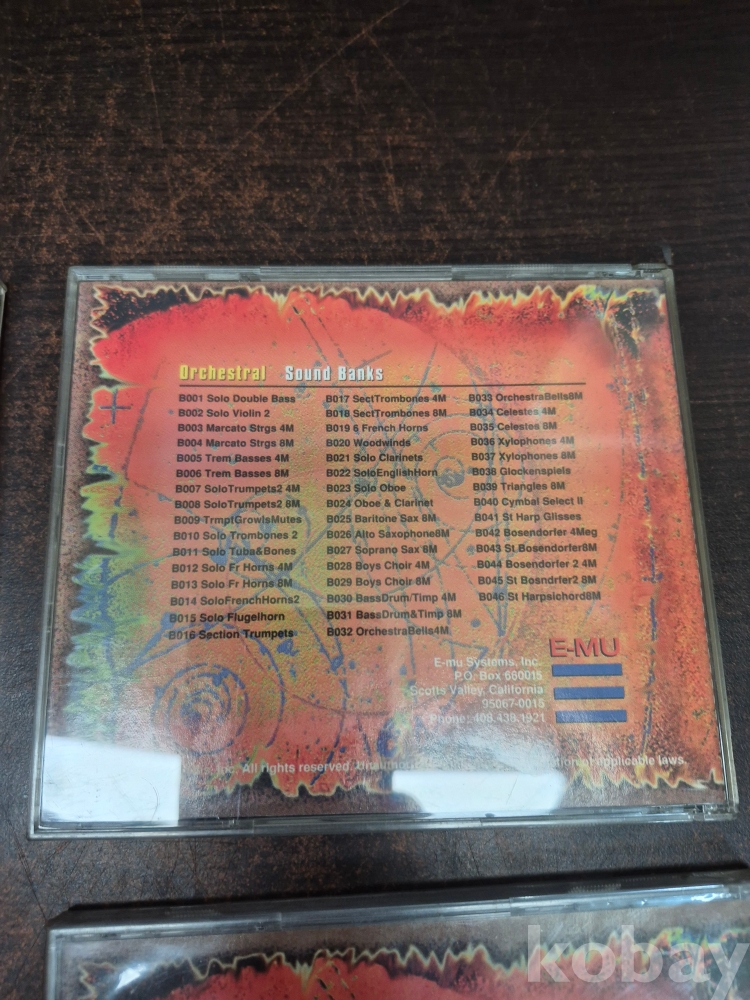 Orchestral Sound Banks
B001 Solo Double Bass
B002 Solo Violin 2
B003 Marcato Strgs 4M
B004 Marcato Strgs 8M
B005 Trem Basses 4M
B006 Trem Basses 8M
B007 SoloTrumpets2 4M
B008 SoloTrumpets2 8M
B009 TrmptGrowlsMutes
B010 Solo Trombones 2
B011 Solo Tuba&Bones
B012 Solo Fr Horns 4M
B013 Solo Fr Horns 8M
B014 SoloFrenchHorns2
B015 Solo Flugelhorn
B016 Section Trumpets
B017 SectTrombones 4M
B018 SectTrombones 8M
B019 6 French Horns
B020 Woodwinds
B021 Solo Clarinets
B022 SoloEnglishHorn
B023 Solo Oboe
B024 Oboe & Clarinet
B025 Baritone Sax 8M
B026 Alto Saxophone8M
B027 Soprano Sax 8M
B028 Boys Choir 4M
B029 Boys Choir 8M
B030 BassDrum/Timp 4M
B031 BassDrum&Timp 8M
B032 OrchestraBells4M
B033 OrchestraBells8M
B034 Celestes 4M
B035 Celestes 8M
B036 Xylophones 4M
B037 Xylophones 8M
B038 Glockenspiels
B039 Triangles 8M
B040 Cymbal Select II
B041 St Harp Glisses
B042 Bosendorfer 4Meg
B043 St Bosendorfer8M
B044 Bosendorfer 2 4M
B045 St Bosndrfer2 8M
B046 St Harpsichord8M
E-MU
E-mu Systems, Inc.
P.O. Box 660015
Scotts Valley, California
95067-0015
Phone: 408.438.1921
Inc. All rights reserved. of applicable laws.
kobay